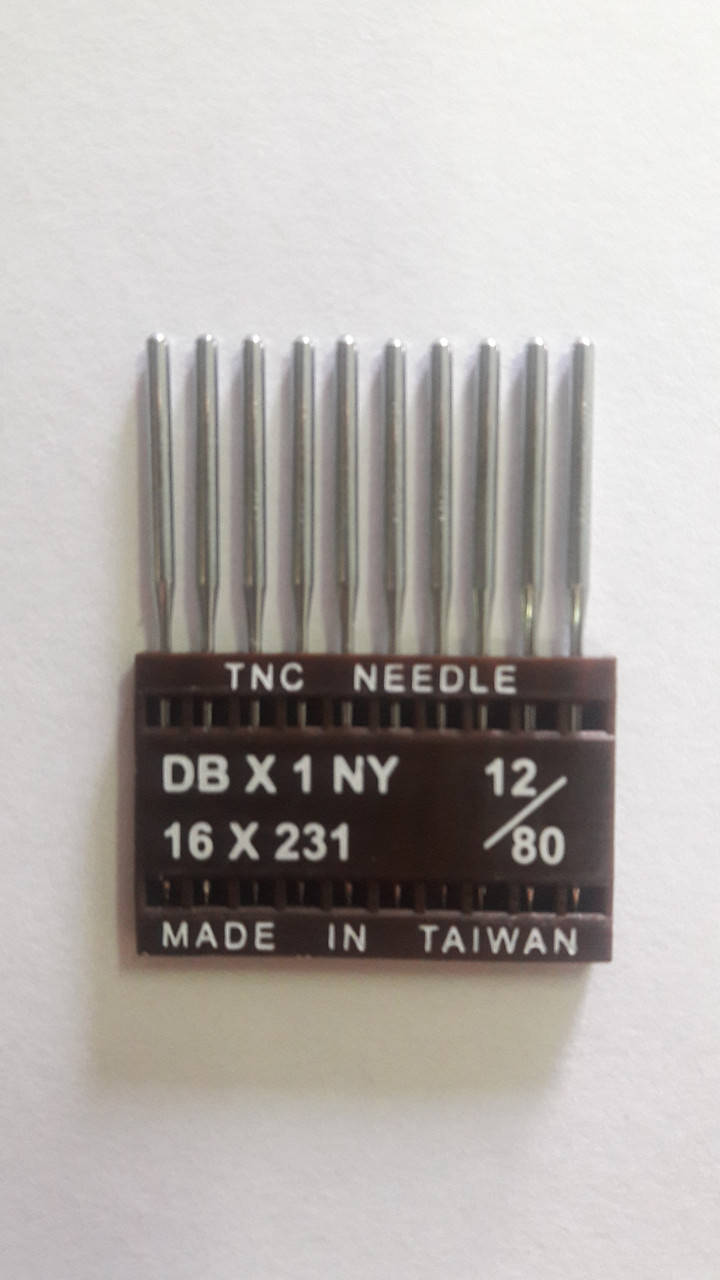 TNC NEEDLE
DB X 1 NY 12/80
16 X 231
MADE IN TAIWAN